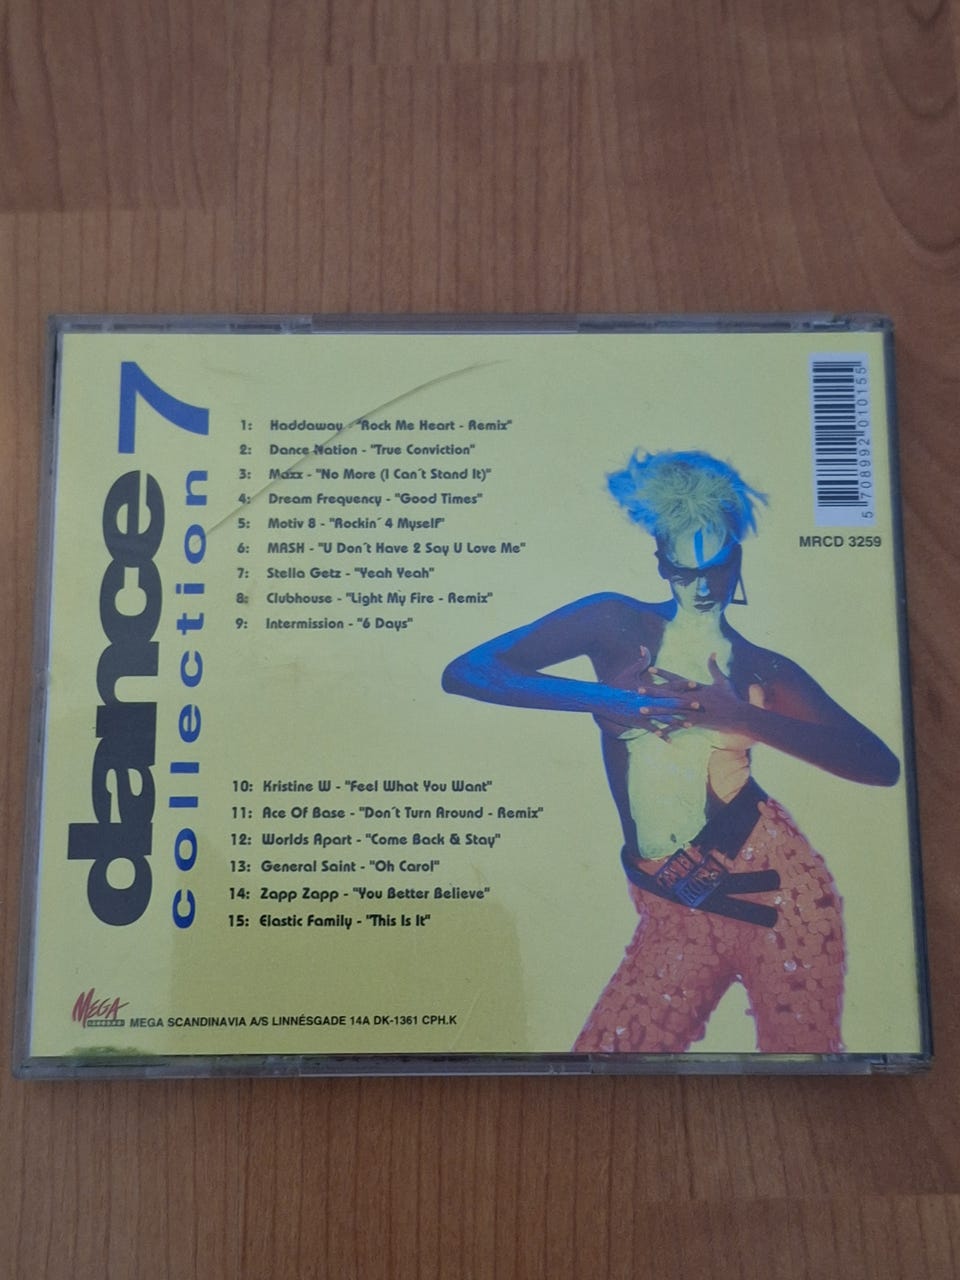 dance 7
collection
1: Haddaway - "Rock Me Heart - Remix"
2: Dance Nation - "True Conviction"
3: Maxx - "No More (I Can´t Stand It)"
4: Dream Frequency - "Good Times"
5: Motiv 8 - "Rockin´ 4 Myself"
6: MASH - "U Don´t Have 2 Say U Love Me"
7: Stella Getz - "Yeah Yeah"
8: Clubhouse - "Light My Fire - Remix"
9: Intermission - "6 Days"
10: Kristine W - "Feel What You Want"
11: Ace Of Base - "Don´t Turn Around - Remix"
12: Worlds Apart - "Come Back & Stay"
13: General Saint - "Oh Carol"
14: Zapp Zapp - "You Better Believe"
15: Elastic Family - "This Is It"
5 708992 010155
MRCD 3259
MEGA
RECORDS
MEGA SCANDINAVIA A/S LINNÉSGADE 14A DK-1361 CPH.K